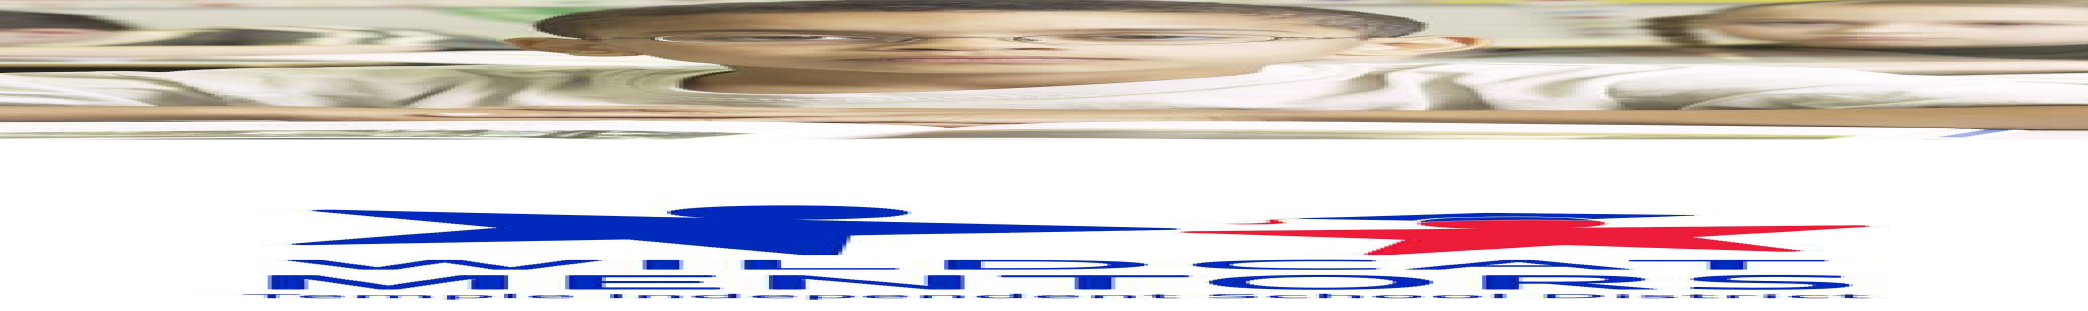 WILDCAT
MENTORS
Temple Independent School District